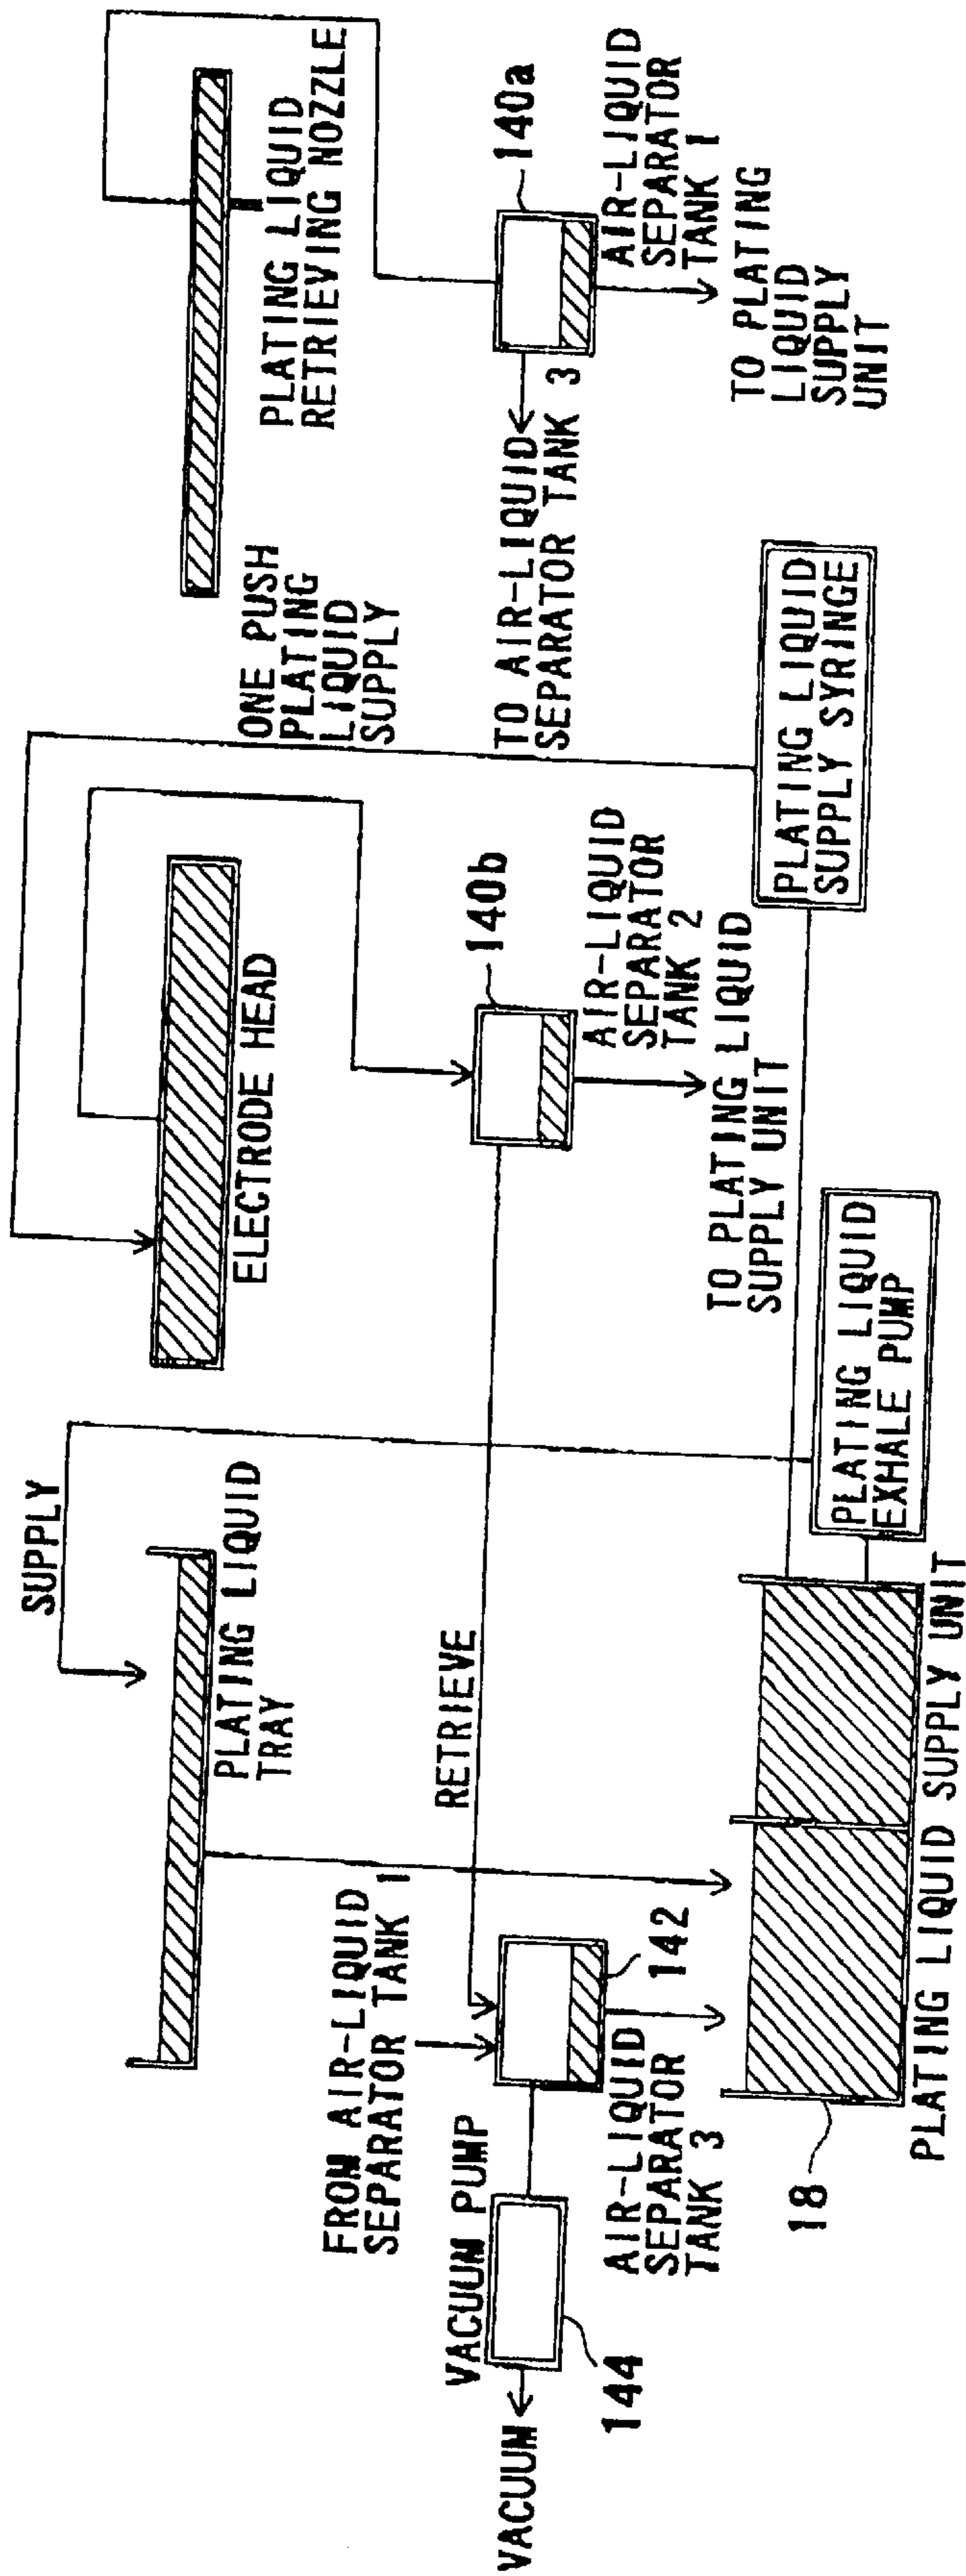 SUPPLY
PLATING LIQUID
TRAY
ELECTRODE HEAD
ONE PUSH
PLATING
LIQUID
SUPPLY
PLATING LIQUID
RETRIEVING NOZZLE
FROM AIR-LIQUID
SEPARATOR TANK 1
RETRIEVE
VACUUM PUMP
VACUUM
144
142
AIR-LIQUID
SEPARATOR
TANK 3
140b
AIR-LIQUID
SEPARATOR
TANK 2
TO PLATING LIQUID
SUPPLY UNIT
TO AIR-LIQUID
SEPARATOR TANK 3
140a
AIR-LIQUID
SEPARATOR
TANK 1
TO PLATING
LIQUID
SUPPLY
UNIT
18
PLATING LIQUID SUPPLY UNIT
PLATING LIQUID
EXHALE PUMP
PLATING LIQUID
SUPPLY SYRINGE